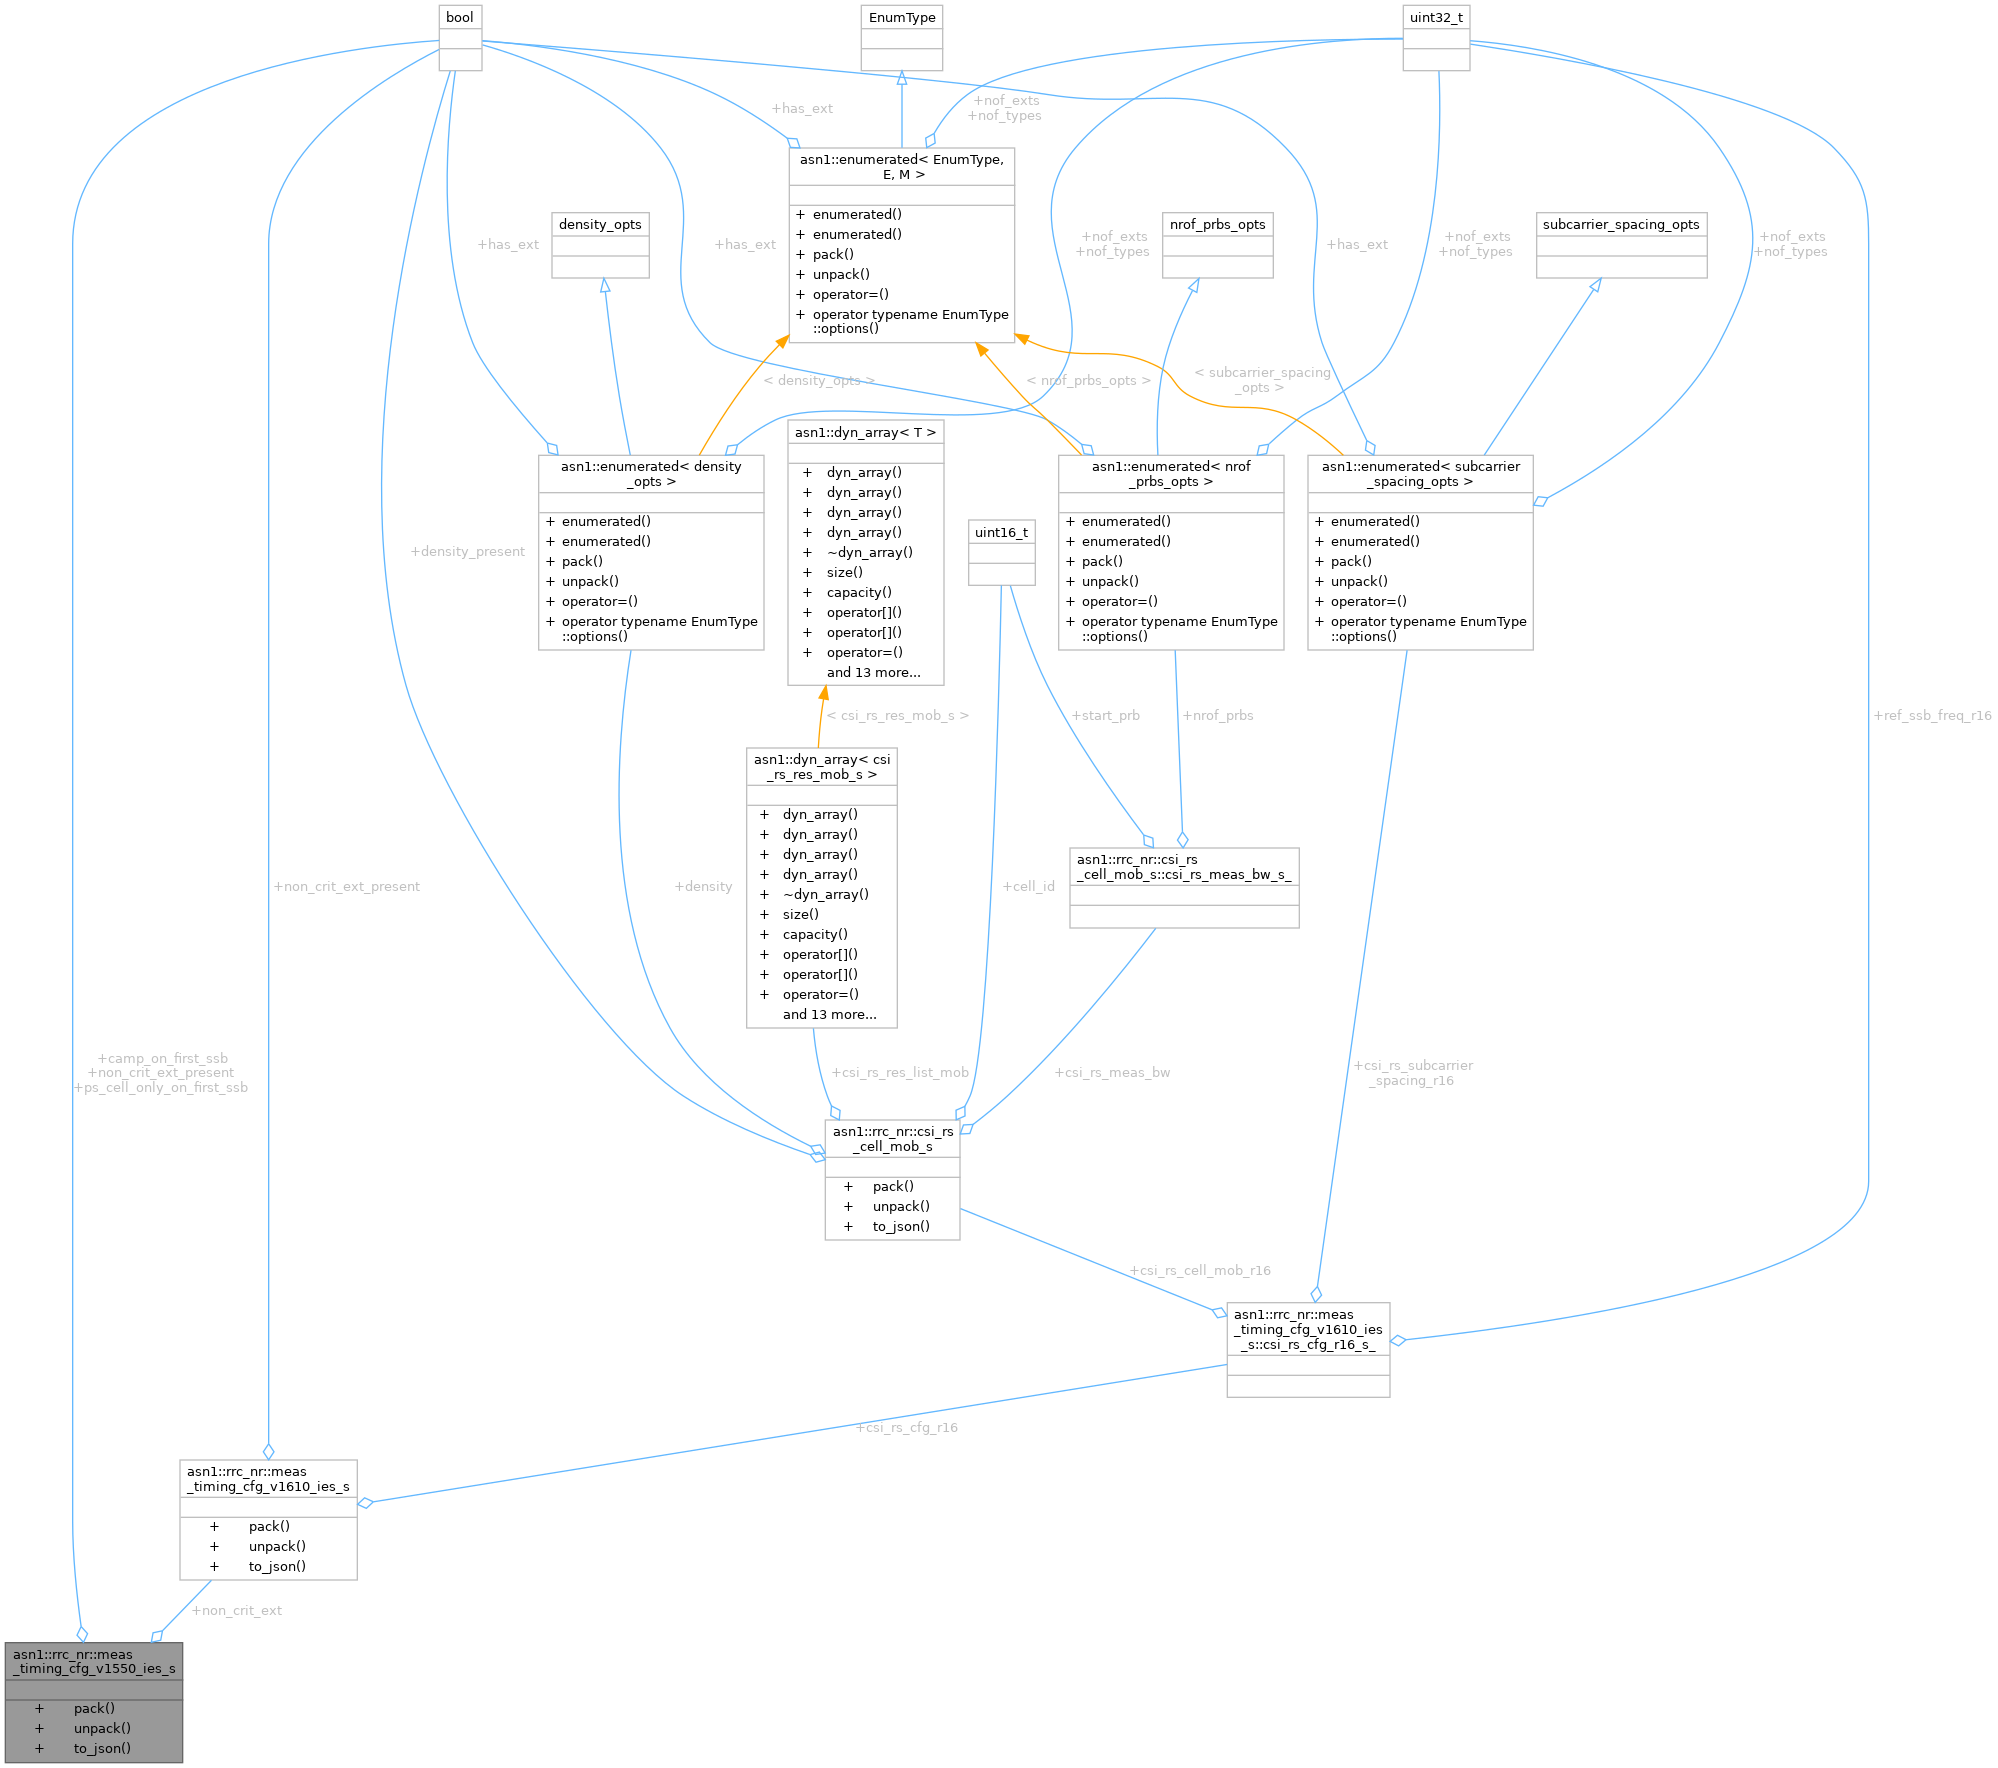 bool
EnumType
uint32_t
+has_ext
+nof_exts
+nof_types
asn1::enumerated< EnumType,
E, M >
+ enumerated()
+ enumerated()
+ pack()
+ unpack()
+ operator=()
+ operator typename EnumType
::options()
density_opts
nrof_prbs_opts
subcarrier_spacing_opts
+has_ext
+has_ext
+nof_exts
+nof_types
+has_ext
+nof_exts
+nof_types
+nof_exts
+nof_types
< density_opts >
< nrof_prbs_opts >
< subcarrier_spacing
_opts >
asn1::enumerated< density
_opts >
+ enumerated()
+ enumerated()
+ pack()
+ unpack()
+ operator=()
+ operator typename EnumType
::options()
asn1::dyn_array< T >
+ dyn_array()
+ dyn_array()
+ dyn_array()
+ dyn_array()
+ ~dyn_array()
+ size()
+ capacity()
+ operator[]()
+ operator[]()
+ operator=()
and 13 more...
uint16_t
asn1::enumerated< nrof
_prbs_opts >
+ enumerated()
+ enumerated()
+ pack()
+ unpack()
+ operator=()
+ operator typename EnumType
::options()
asn1::enumerated< subcarrier
_spacing_opts >
+ enumerated()
+ enumerated()
+ pack()
+ unpack()
+ operator=()
+ operator typename EnumType
::options()
+density_present
< csi_rs_res_mob_s >
+start_prb
+nrof_prbs
+ref_ssb_freq_r16
asn1::dyn_array< csi
_rs_res_mob_s >
+ dyn_array()
+ dyn_array()
+ dyn_array()
+ dyn_array()
+ ~dyn_array()
+ size()
+ capacity()
+ operator[]()
+ operator[]()
+ operator=()
and 13 more...
asn1::rrc_nr::csi_rs
_cell_mob_s::csi_rs_meas_bw_s_
+non_crit_ext_present
+density
+cell_id
+camp_on_first_ssb
+non_crit_ext_present
+ps_cell_only_on_first_ssb
+csi_rs_res_list_mob
+csi_rs_meas_bw
+csi_rs_subcarrier
_spacing_r16
asn1::rrc_nr::csi_rs
_cell_mob_s
+ pack()
+ unpack()
+ to_json()
+csi_rs_cell_mob_r16
asn1::rrc_nr::meas
_timing_cfg_v1610_ies
_s::csi_rs_cfg_r16_s_
+csi_rs_cfg_r16
asn1::rrc_nr::meas
_timing_cfg_v1610_ies_s
+ pack()
+ unpack()
+ to_json()
+non_crit_ext
asn1::rrc_nr::meas
_timing_cfg_v1550_ies_s
+ pack()
+ unpack()
+ to_json()